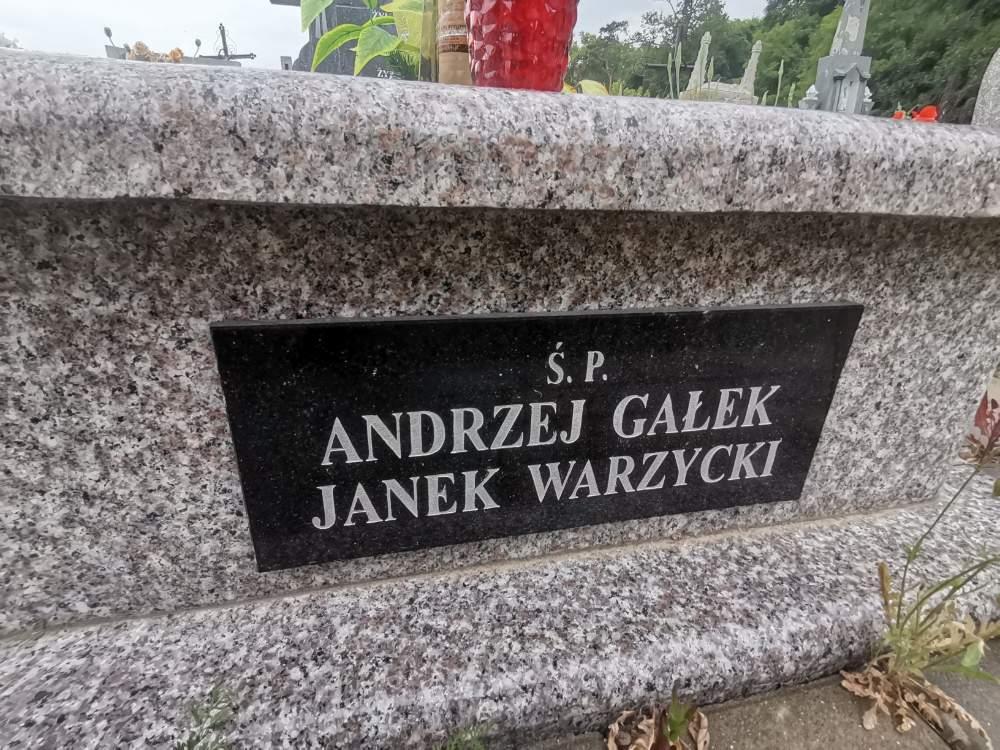 Ś. P.
ANDRZEJ GAŁEK
JANEK WARZYCKI